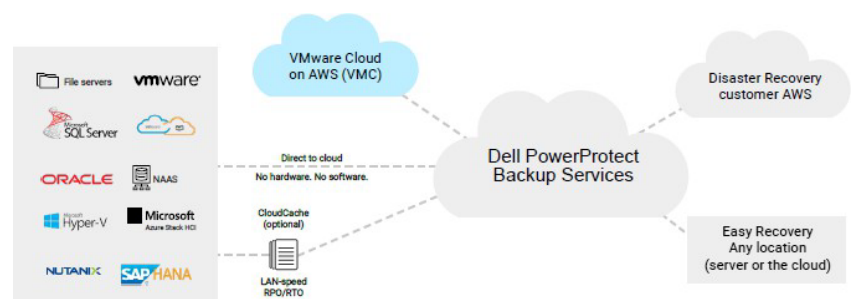 File servers
vmware
Microsoft
SQL Server
vmware aws
ORACLE
NAAS
Microsoft
Hyper-V
Microsoft
Azure Stack HCI
NUTANIX
SAP HANA
VMware Cloud
on AWS (VMC)
Direct to cloud
No hardware. No software.
CloudCache
(optional)
LAN-speed
RPO/RTO
Dell PowerProtect
Backup Services
Disaster Recovery
customer AWS
Easy Recovery
Any location
(server or the cloud)